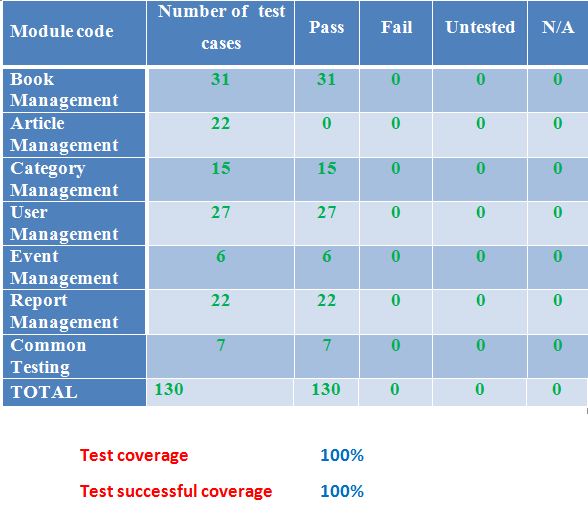 Module code Number of test cases Pass Fail Untested N/A
Book Management 31 31 0 0 0
Article Management 22 0 0 0 0
Category Management 15 15 0 0 0
User Management 27 27 0 0 0
Event Management 6 6 0 0 0
Report Management 22 22 0 0 0
Common Testing 7 7 0 0 0
TOTAL 130 130 0 0 0
Test coverage 100%
Test successful coverage 100%